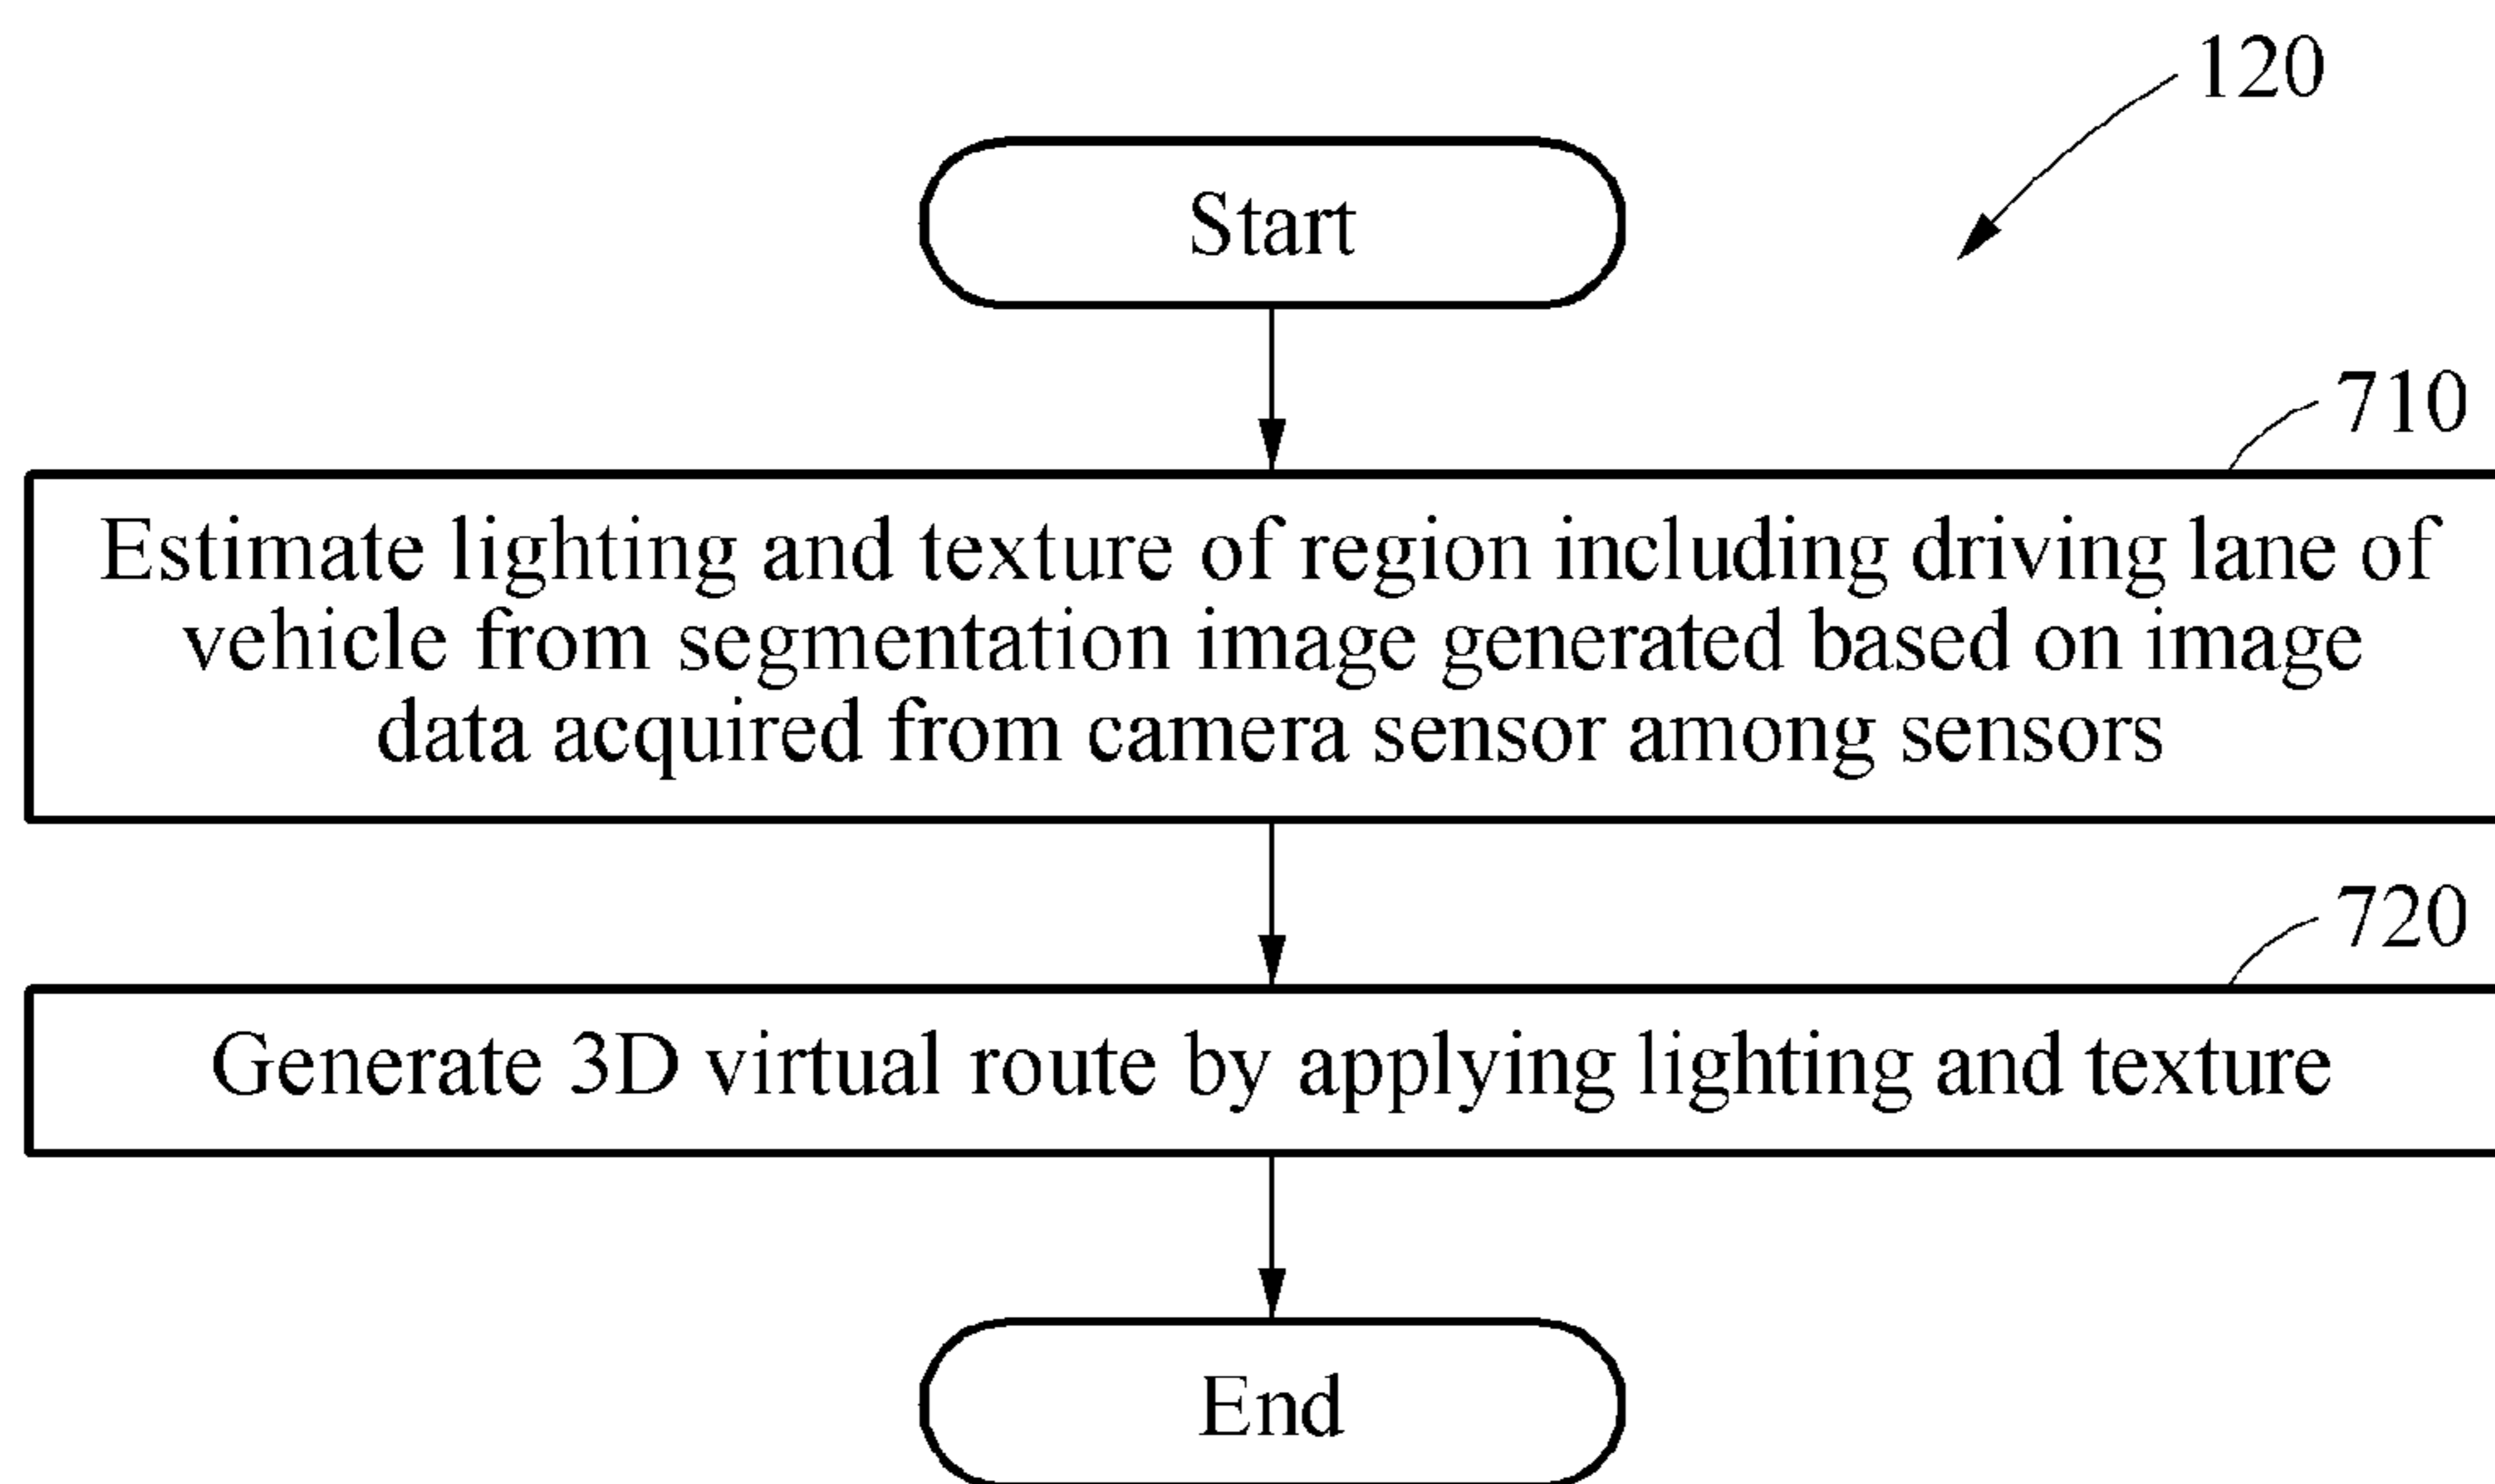 120
Start
710
Estimate lighting and texture of region including driving lane of
vehicle from segmentation image generated based on image
data acquired from camera sensor among sensors
720
Generate 3D virtual route by applying lighting and texture
End